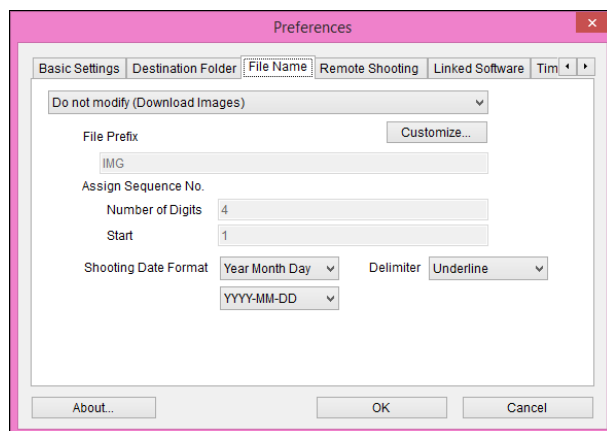 Preferences
Basic Settings Destination Folder File Name Remote Shooting Linked Software Tim
Do not modify (Download Images)
File Prefix Customize...
IMG
Assign Sequence No.
Number of Digits 4
Start 1
Shooting Date Format Year Month Day Delimiter Underline
YYYY-MM-DD
About... OK Cancel